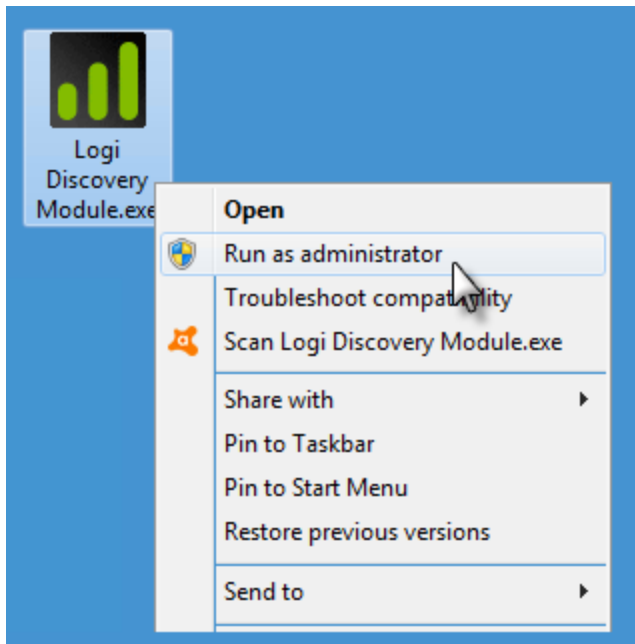 Logi
Discovery
Module.exe
Open
Run as administrator
Troubleshoot compatibility
Scan Logi Discovery Module.exe
Share with
Pin to Taskbar
Pin to Start Menu
Restore previous versions
Send to